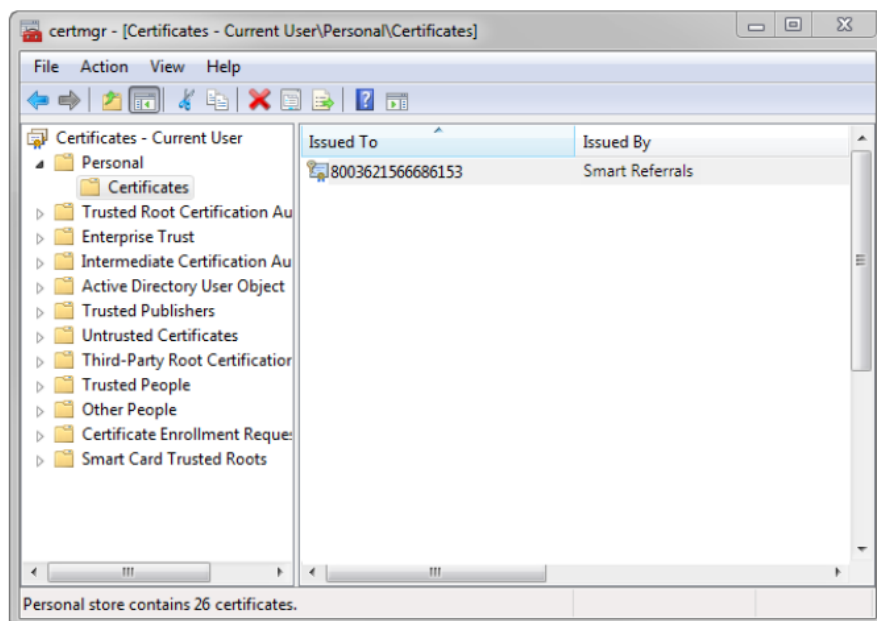 certmgr - [Certificates - Current User\Personal\Certificates]
File Action View Help
Certificates - Current User
Personal
Certificates
Trusted Root Certification Au
Enterprise Trust
Intermediate Certification Au
Active Directory User Object
Trusted Publishers
Untrusted Certificates
Third-Party Root Certification
Trusted People
Other People
Certificate Enrollment Reques
Smart Card Trusted Roots
Issued To Issued By
8003621566686153 Smart Referrals
Personal store contains 26 certificates.